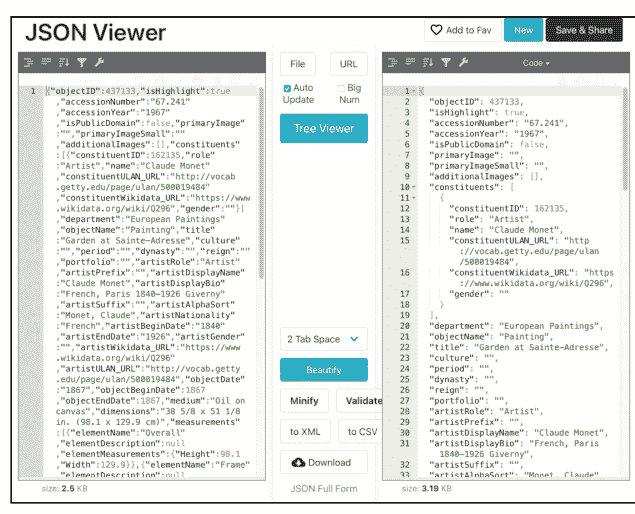 JSON Viewer
Add to Fav
New
Save & Share
1 {"objectID":437133,"isHighlight":true
,"accessionNumber":"67.241"
,"accessionYear":"1967"
,"isPublicDomain":false,"primaryImage"
:"","primaryImageSmall":""
,"additionalImages":[],"constituents"
:[{"constituentID":162135,"role"
:"Artist","name":"Claude Monet"
,"constituentULAN_URL":"http://vocab
.getty.edu/page/ulan/500019484"
,"constituentWikidata_URL":"https://www
.wikidata.org/wiki/Q296","gender":""}]
,"department":"European Paintings"
,"objectName":"Painting","title"
:"Garden at Sainte-Adresse","culture"
:"","period":"","dynasty":"","reign":""
,"portfolio":"","artistRole":"Artist"
,"artistPrefix":"","artistDisplayName"
:"Claude Monet","artistDisplayBio"
:"French, Paris 1840–1926 Giverny"
,"artistSuffix":"","artistAlphaSort"
:"Monet, Claude","artistNationality"
:"French","artistBeginDate":"1840"
,"artistEndDate":"1926","artistGender"
:"","artistWikidata_URL":"https://www
.wikidata.org/wiki/Q296"
,"artistULAN_URL":"http://vocab.getty
.edu/page/ulan/500019484","objectDate"
:"1867","objectBeginDate":1867
,"objectEndDate":1867,"medium":"Oil on
canvas","dimensions":"38 5/8 x 51 1/8
in. (98.1 x 129.9 cm)","measurements"
:[{"elementName":"Overall"
,"elementDescription":null
,"elementMeasurements":{"Height":98.1
,"Width":129.9}},{"elementName":"Frame"
,"elementDescription":null
size: 2.5 KB
File
URL
Auto Update
Big Num
Tree Viewer
2 Tab Space
Beautify
Minify
Validate
to XML
to CSV
Download
JSON Full Form
Code
1 {
2 "objectID": 437133,
3 "isHighlight": true,
4 "accessionNumber": "67.241",
5 "accessionYear": "1967",
6 "isPublicDomain": false,
7 "primaryImage": "",
8 "primaryImageSmall": "",
9 "additionalImages": [],
10 "constituents": [
11 {
12 "constituentID": 162135,
13 "role": "Artist",
14 "name": "Claude Monet",
15 "constituentULAN_URL": "http
://vocab.getty.edu/page/ulan
/500019484",
16 "constituentWikidata_URL": "https
://www.wikidata.org/wiki/Q296",
17 "gender": ""
18 }
19 ],
20 "department": "European Paintings",
21 "objectName": "Painting",
22 "title": "Garden at Sainte-Adresse",
23 "culture": "",
24 "period": "",
25 "dynasty": "",
26 "reign": "",
27 "portfolio": "",
28 "artistRole": "Artist",
29 "artistPrefix": "",
30 "artistDisplayName": "Claude Monet",
31 "artistDisplayBio": "French, Paris
1840–1926 Giverny",
32 "artistSuffix": "",
33 "artistAlphaSort": "Monet, Claude"
size: 3.19 KB